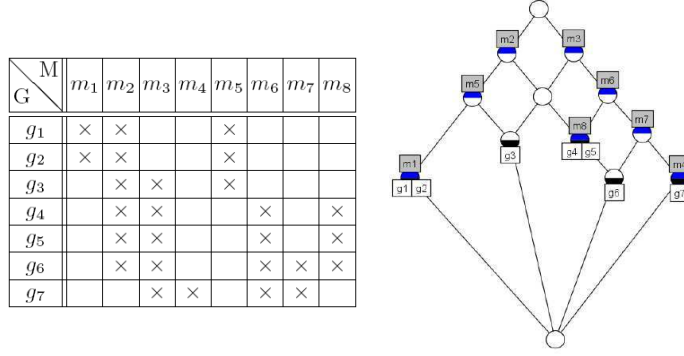 M
G m₁ m₂ m₃ m₄ m₅ m₆ m₇ m₈
g₁ × × ×
g₂ × × ×
g₃ × × ×
g₄ × × × ×
g₅ × × × ×
g₆ × × × × ×
g₇ × × × ×
m2 m3
m5 m6
m8 m7
g3 g4 g5
m1 m4
g1 g2 g6 g7